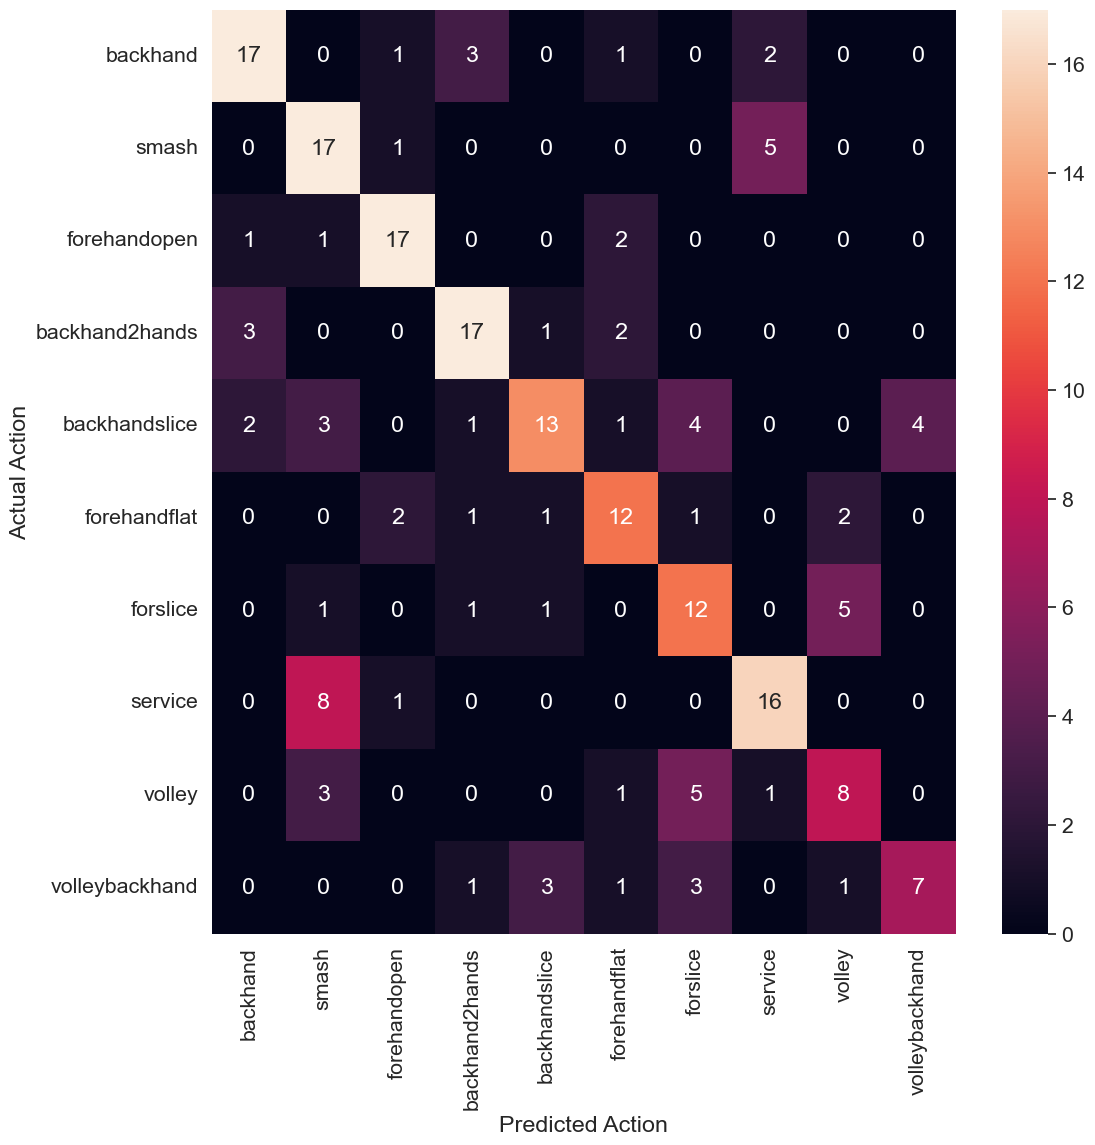 backhand 17 0 1 3 0 1 0 2 0 0
smash 0 17 1 0 0 0 0 5 0 0
forehandopen 1 1 17 0 0 2 0 0 0 0
backhand2hands 3 0 0 17 1 2 0 0 0 0
backhandslice 2 3 0 1 13 1 4 0 0 4
forehandflat 0 0 2 1 1 12 1 0 2 0
forslice 0 1 0 1 1 0 12 0 5 0
service 0 8 1 0 0 0 0 16 0 0
volley 0 3 0 0 0 1 5 1 8 0
volleybackhand 0 0 0 1 3 1 3 0 1 7
Actual Action
backhand
smash
forehandopen
backhand2hands
backhandslice
forehandflat
forslice
service
volley
volleybackhand
Predicted Action
16
14
12
10
8
6
4
2
0